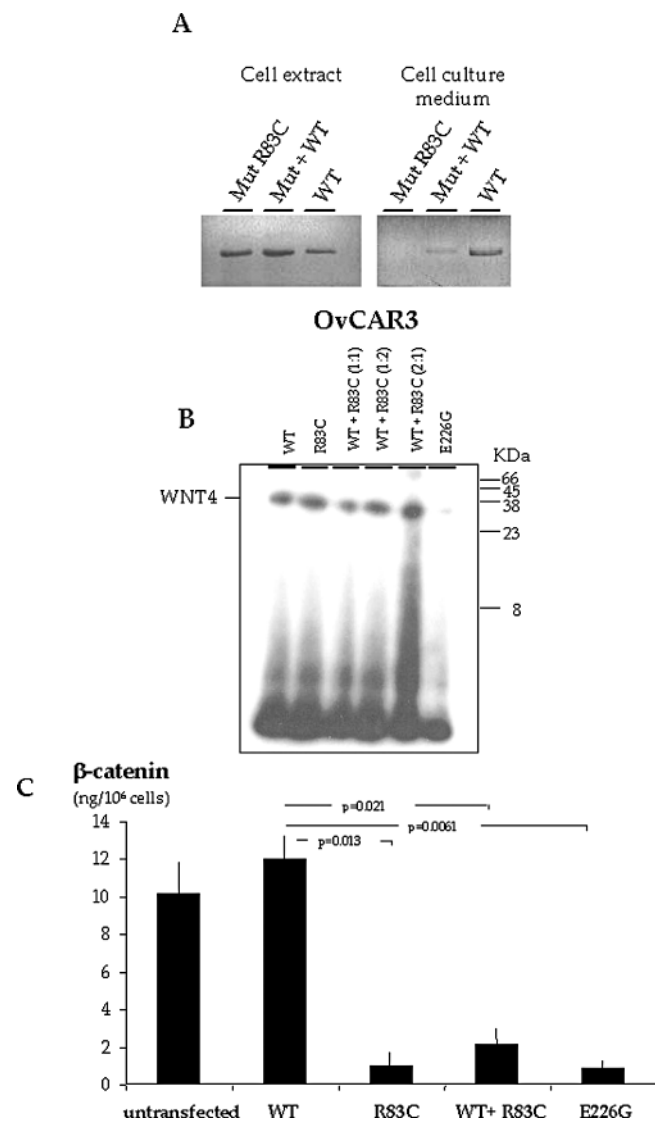 A
Cell extract
Cell culture
medium
Mut R83C
Mut + WT
WT
Mut R83C
Mut + WT
WT
OvCAR3
B
WT
R83C
WT + R83C (1:1)
WT + R83C (1:2)
WT + R83C (2:1)
E226G
KDa
WNT4
66
45
38
23
8
C
β-catenin
(ng/10⁶ cells)
p=0.021
p=0.0061
p=0.013
14
12
10
8
6
4
2
0
untransfected WT R83C WT+ R83C E226G